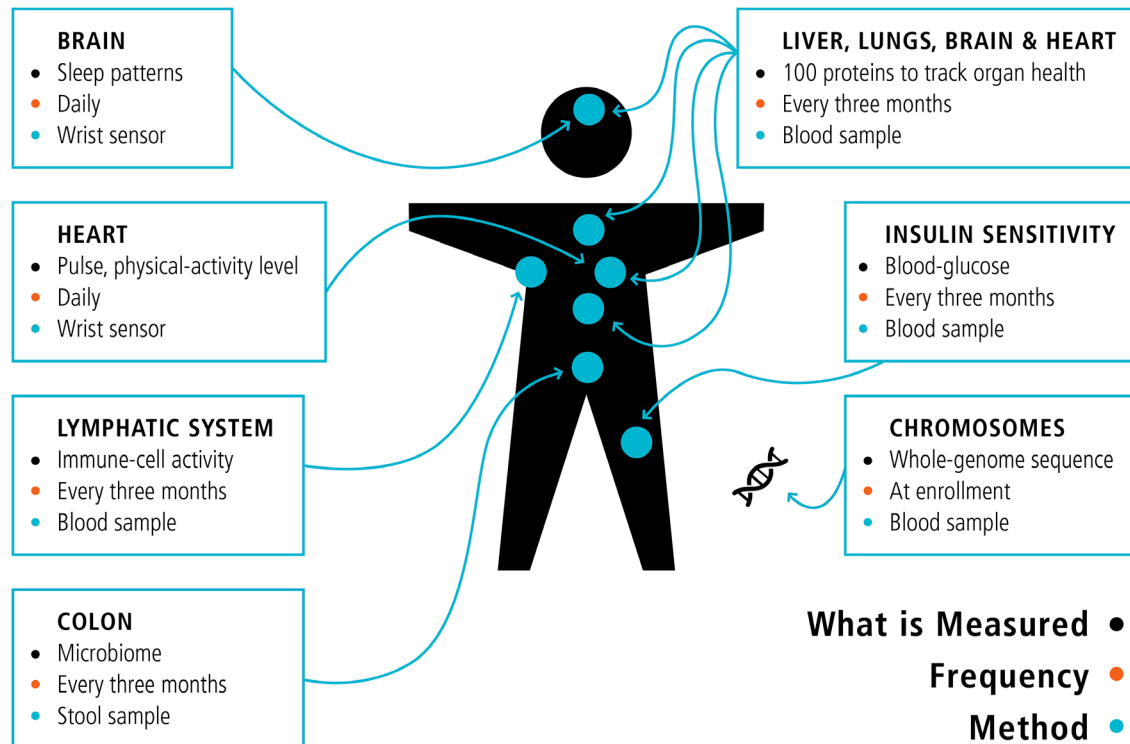 BRAIN
Sleep patterns
Daily
Wrist sensor
HEART
Pulse, physical-activity level
Daily
Wrist sensor
LYMPHATIC SYSTEM
Immune-cell activity
Every three months
Blood sample
COLON
Microbiome
Every three months
Stool sample
LIVER, LUNGS, BRAIN & HEART
100 proteins to track organ health
Every three months
Blood sample
INSULIN SENSITIVITY
Blood-glucose
Every three months
Blood sample
CHROMOSOMES
Whole-genome sequence
At enrollment
Blood sample
What is Measured
Frequency
Method